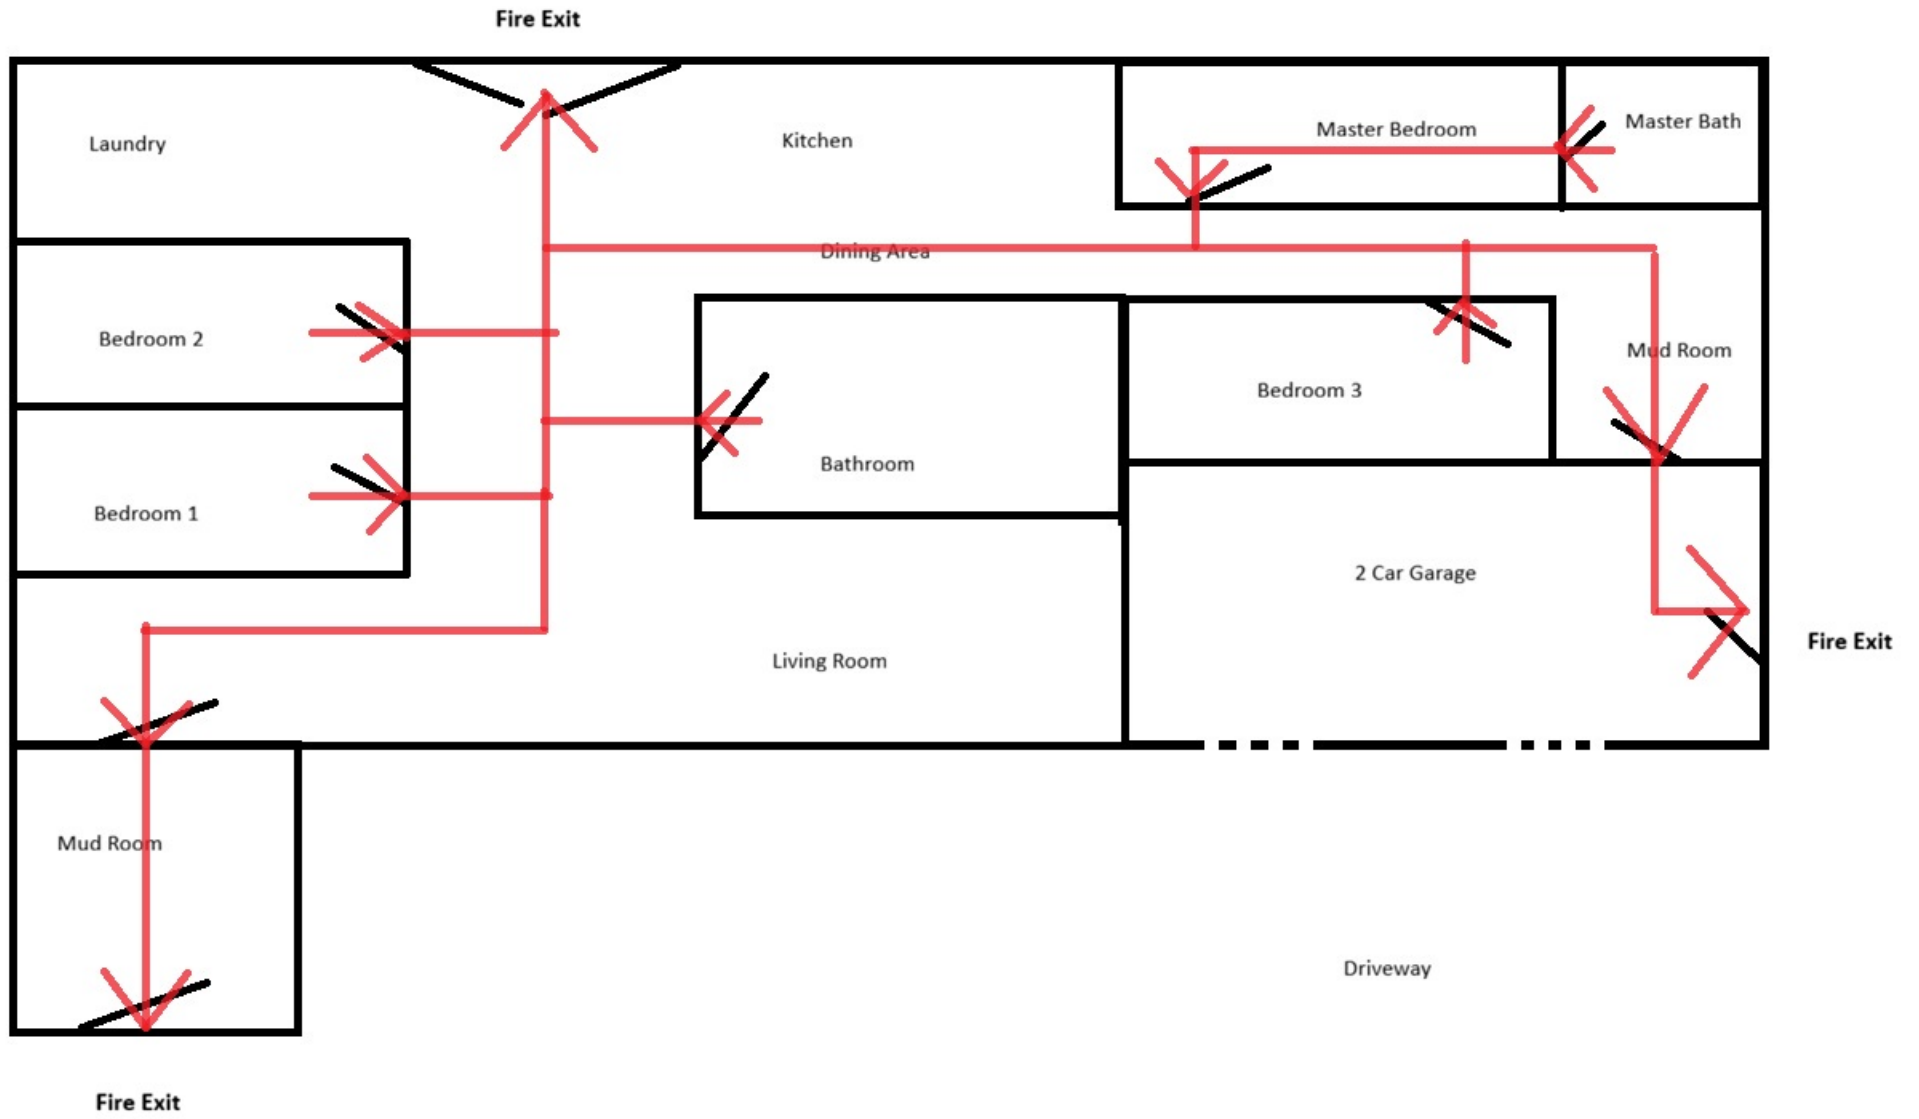 Fire Exit
Laundry
Kitchen
Master Bedroom
Master Bath
Dining Area
Bedroom 2
Mud Room
Bedroom 3
Bathroom
Bedroom 1
2 Car Garage
Living Room
Fire Exit
Mud Room
Driveway
Fire Exit